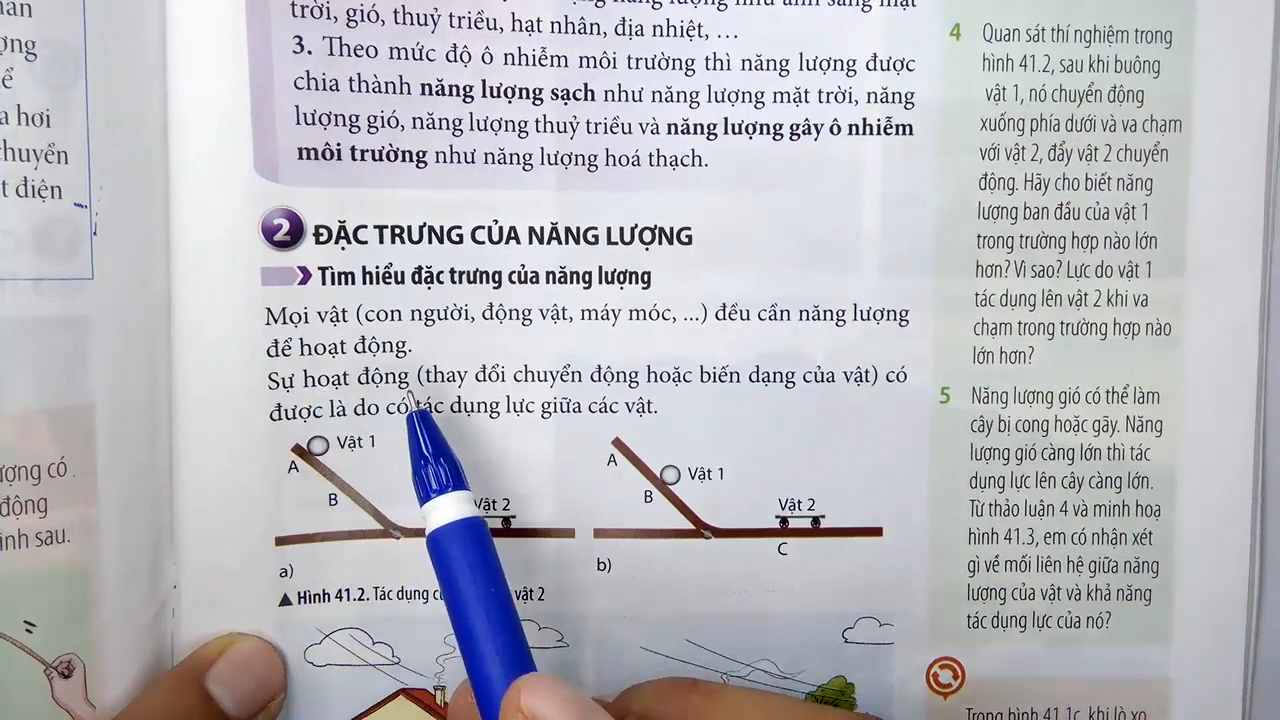 ợng
ể
a hơi
chuyển
t điện
ượng có
động
ình sau.
trời, gió, thuỷ triều, hạt nhân, địa nhiệt, …
3. Theo mức độ ô nhiễm môi trường thì năng lượng được
chia thành năng lượng sạch như năng lượng mặt trời, năng
lượng gió, năng lượng thuỷ triều và năng lượng gây ô nhiễm
môi trường như năng lượng hoá thạch.
2 ĐẶC TRƯNG CỦA NĂNG LƯỢNG
Tìm hiểu đặc trưng của năng lượng
Mọi vật (con người, động vật, máy móc, ...) đều cần năng lượng
để hoạt động.
Sự hoạt động (thay đổi chuyển động hoặc biến dạng của vật) có
được là do có tác dụng lực giữa các vật.
Vật 1
A
B
Vật 2
a)
A
Vật 1
B
Vật 2
C
b)
▲ Hình 41.2. Tác dụng vật 2
4 Quan sát thí nghiệm trong
hình 41.2, sau khi buông
vật 1, nó chuyển động
xuống phía dưới và va chạm
với vật 2, đẩy vật 2 chuyển
động. Hãy cho biết năng
lượng ban đầu của vật 1
trong trường hợp nào lớn
hơn? Vì sao? Lực do vật 1
tác dụng lên vật 2 khi va
chạm trong trường hợp nào
lớn hơn?
5 Năng lượng gió có thể làm
cây bị cong hoặc gãy. Năng
lượng gió càng lớn thì tác
dụng lực lên cây càng lớn.
Từ thảo luận 4 và minh hoạ
hình 41.3, em có nhận xét
gì về mối liên hệ giữa năng
lượng của vật và khả năng
tác dụng lực của nó?
Trong hình 41.1c, khi lò xo